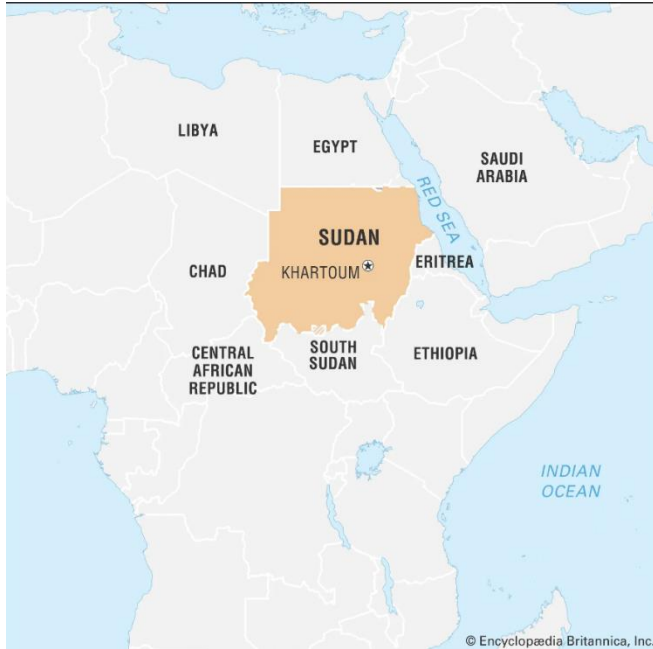 LIBYA
EGYPT
SAUDI
ARABIA
RED SEA
SUDAN
KHARTOUM
ERITREA
CHAD
CENTRAL
AFRICAN
REPUBLIC
SOUTH
SUDAN
ETHIOPIA
INDIAN
OCEAN
© Encyclopædia Britannica, Inc.